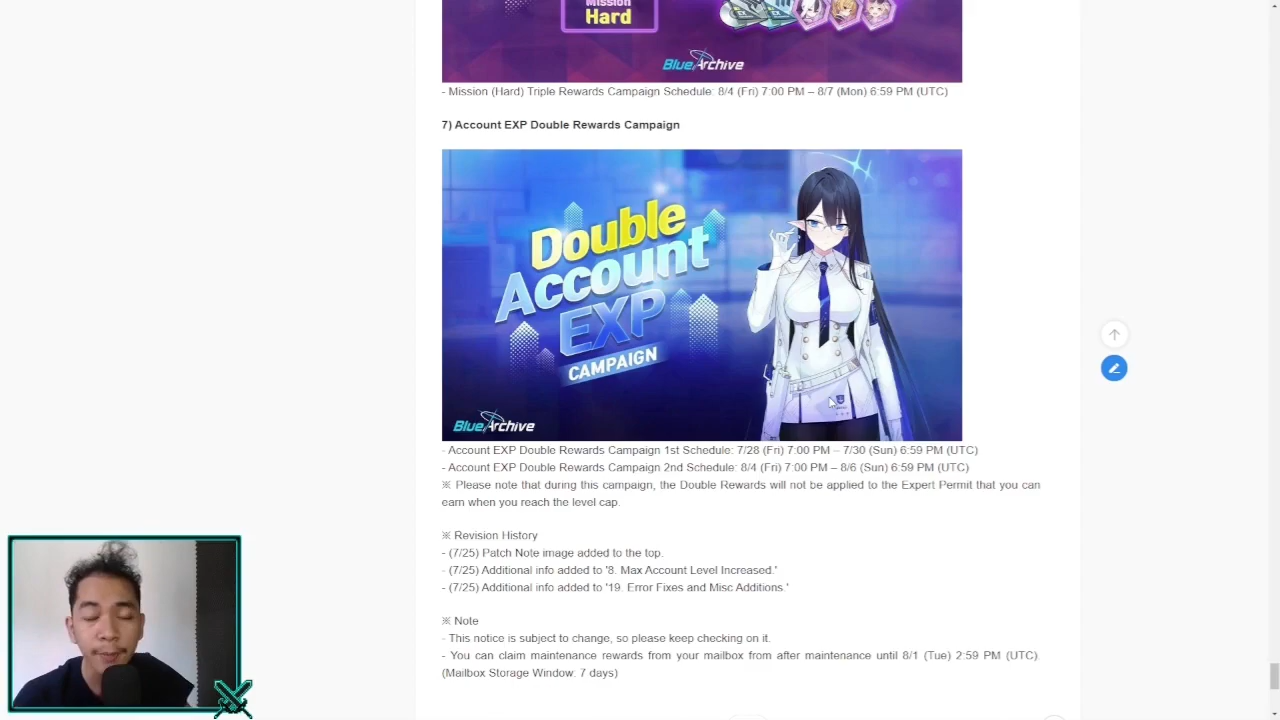 Mission
Hard
BlueArchive
- Mission (Hard) Triple Rewards Campaign Schedule: 8/4 (Fri) 7:00 PM – 8/7 (Mon) 6:59 PM (UTC)
7) Account EXP Double Rewards Campaign
Double
Account
EXP
CAMPAIGN
BlueArchive
- Account EXP Double Rewards Campaign 1st Schedule: 7/28 (Fri) 7:00 PM – 7/30 (Sun) 6:59 PM (UTC)
- Account EXP Double Rewards Campaign 2nd Schedule: 8/4 (Fri) 7:00 PM – 8/6 (Sun) 6:59 PM (UTC)
※ Please note that during this campaign, the Double Rewards will not be applied to the Expert Permit that you can
earn when you reach the level cap.
※ Revision History
- (7/25) Patch Note image added to the top.
- (7/25) Additional info added to '8. Max Account Level Increased.'
- (7/25) Additional info added to '19. Error Fixes and Misc Additions.'
※ Note
- This notice is subject to change, so please keep checking on it.
- You can claim maintenance rewards from your mailbox from after maintenance until 8/1 (Tue) 2:59 PM (UTC).
(Mailbox Storage Window: 7 days)